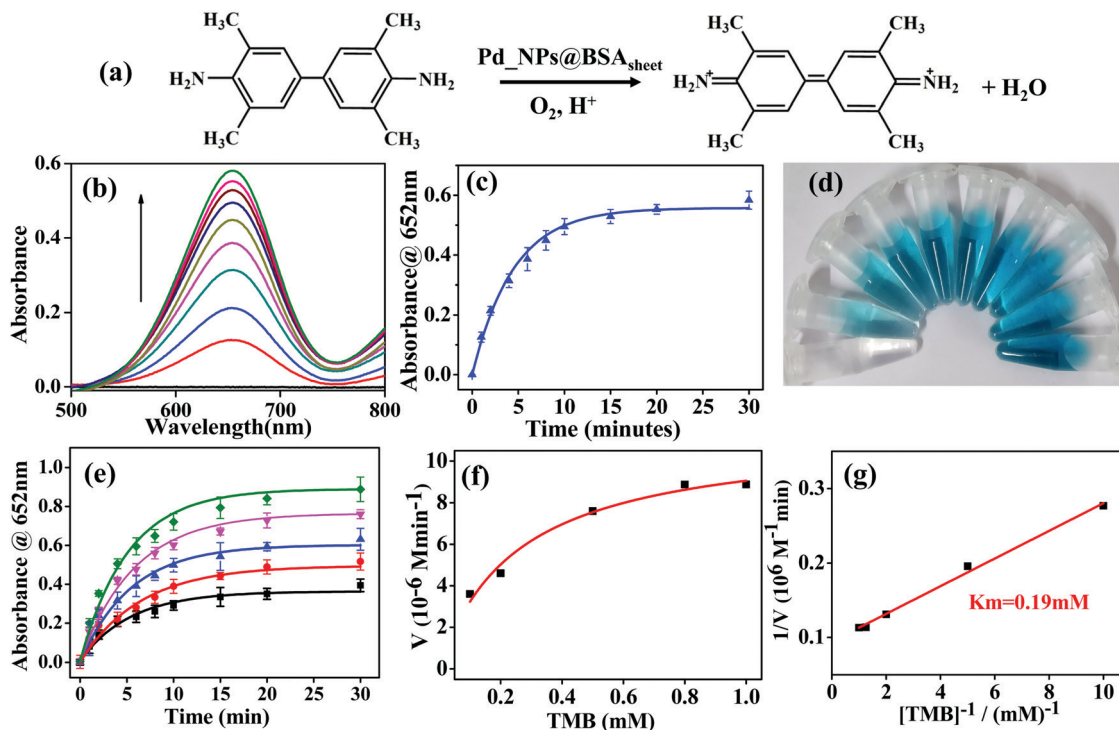 (a)
CH₃
H₃C
H₂N
NH₂
H₃C
CH₃
Pd_NPs@BSAsheet
O₂, H⁺
CH₃
H₃C
H₂N⁺
N⁺H₂
H₃C
CH₃
+ H₂O
(b)
Absorbance
0.6
0.4
0.2
0.0
500 600 700 800
Wavelength(nm)
(c)
Absorbance@ 652nm
0.6
0.4
0.2
0.0
0 5 10 15 20 25 30
Time (minutes)
(d)
(e)
Absorbance @ 652nm
1.0
0.8
0.6
0.4
0.2
0.0
0 5 10 15 20 25 30
Time (min)
(f)
V (10⁻⁶ Mmin⁻¹)
10
8
6
4
2
0
0.2 0.4 0.6 0.8 1.0
TMB (mM)
(g)
1/V (10⁶ M⁻¹min)
0.3
0.2
0.1
Km=0.19mM
2 4 6 8 10
[TMB]⁻¹ / (mM)⁻¹